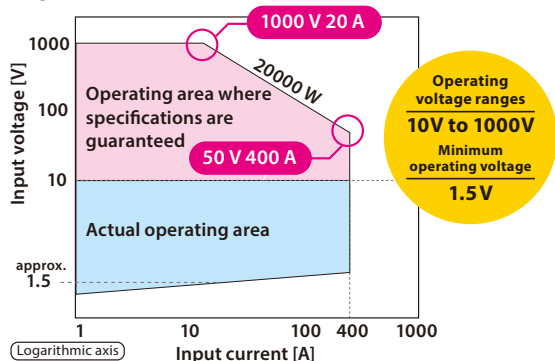 1000 V 20 A
1000
20000 W
Input voltage [V]
100
Operating area where
specifications are
guaranteed
50 V 400 A
10
Actual operating area
approx.
1.5
1
10
100
400
1000
Logarithmic axis
Input current [A]
Operating
voltage ranges
10V to 1000V
Minimum
operating voltage
1.5V